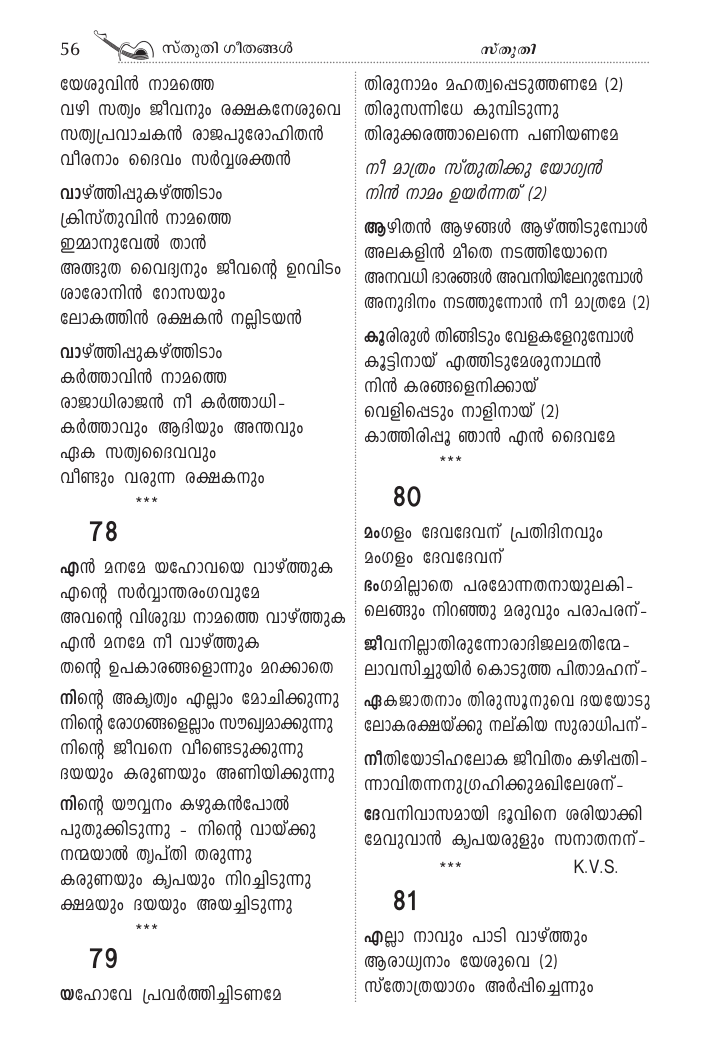 56 സ്തുതി ഗീതങ്ങൾ സ്തുതി
യേശുവിൻ നാമത്തെ
വഴി സത്യം ജീവനും രക്ഷകനേശുവെ
സത്യപ്രവാചകൻ രാജപുരോഹിതൻ
വീരനാം ദൈവം സർവ്വശക്തൻ
വാഴ്ത്തിപ്പുകഴ്ത്തിടാം
ക്രിസ്തുവിൻ നാമത്തെ
ഇമ്മാനുവേൽ താൻ
അത്ഭുത വൈദ്യനും ജീവന്റെ ഉറവിടം
ശാരോനിൻ റോസയും
ലോകത്തിൻ രക്ഷകൻ നല്ലിടയൻ
വാഴ്ത്തിപ്പുകഴ്ത്തിടാം
കർത്താവിൻ നാമത്തെ
രാജാധിരാജൻ നീ കർത്താധി-
കർത്താവും ആദിയും അന്തവും
ഏക സത്യദൈവവും
വീണ്ടും വരുന്ന രക്ഷകനും
***
78
എൻ മനമേ യഹോവയെ വാഴ്ത്തുക
എന്റെ സർവ്വാന്തരംഗവുമേ
അവന്റെ വിശുദ്ധ നാമത്തെ വാഴ്ത്തുക
എൻ മനമേ നീ വാഴ്ത്തുക
തന്റെ ഉപകാരങ്ങളൊന്നും മറക്കാതെ
നിന്റെ അകൃത്യം എല്ലാം മോചിക്കുന്നു
നിന്റെ രോഗങ്ങളെല്ലാം സൗഖ്യമാക്കുന്നു
നിന്റെ ജീവനെ വീണ്ടെടുക്കുന്നു
ദയയും കരുണയും അണിയിക്കുന്നു
നിന്റെ യൗവ്വനം കഴുകൻപോൽ
പുതുക്കിടുന്നു - നിന്റെ വായ്ക്കു
നന്മയാൽ തൃപ്തി തരുന്നു
കരുണയും കൃപയും നിറച്ചിടുന്നു
ക്ഷമയും ദയയും അയച്ചിടുന്നു
***
79
യഹോവേ പ്രവർത്തിച്ചിടണമേ
തിരുനാമം മഹത്വപ്പെടുത്തണമേ (2)
തിരുസന്നിധേ കുമ്പിടുന്നു
തിരുക്കരത്താലെന്നെ പണിയണമേ
നീ മാത്രം സ്തുതിക്കു യോഗ്യൻ
നിൻ നാമം ഉയർന്നത് (2)
ആഴിതൻ ആഴങ്ങൾ ആഴ്ത്തിടുമ്പോൾ
അലകളിൻ മീതെ നടത്തിയോനെ
അനവധി ഭാരങ്ങൾ അവനിയിലേറുമ്പോൾ
അനുദിനം നടത്തുന്നോൻ നീ മാത്രമേ (2)
കൂരിരുൾ തിങ്ങിടും വേളകളേറുമ്പോൾ
കൂട്ടിനായ് എത്തിടുമേശുനാഥൻ
നിൻ കരങ്ങളെനിക്കായ്
വെളിപ്പെടും നാളിനായ് (2)
കാത്തിരിപ്പൂ ഞാൻ എൻ ദൈവമേ
***
80
മംഗളം ദേവദേവന് പ്രതിദിനവും
മംഗളം ദേവദേവന്
ഭംഗമില്ലാതെ പരമോന്നതനായുലകി-
ലെങ്ങും നിറഞ്ഞു മരുവും പരാപരന്-
ജീവനില്ലാതിരുന്നോരാദിജലമതിന്മേ-
ലാവസിച്ചുയിർ കൊടുത്ത പിതാമഹന്-
ഏകജാതനാം തിരുസൂനുവെ ദയയോടു
ലോകരക്ഷയ്ക്കു നല്കിയ സുരാധിപന്-
നീതിയോടിഹലോക ജീവിതം കഴിപ്പതി-
ന്നാവിതന്നനുഗ്രഹിക്കുമഖിലേശന്-
ദേവനിവാസമായി ഭൂവിനെ ശരിയാക്കി
മേവുവാൻ കൃപയരുളും സനാതനന്-
*** K.V.S.
81
എല്ലാ നാവും പാടി വാഴ്ത്തും
ആരാധ്യനാം യേശുവെ (2)
സ്തോത്രയാഗം അർപ്പിച്ചെന്നും